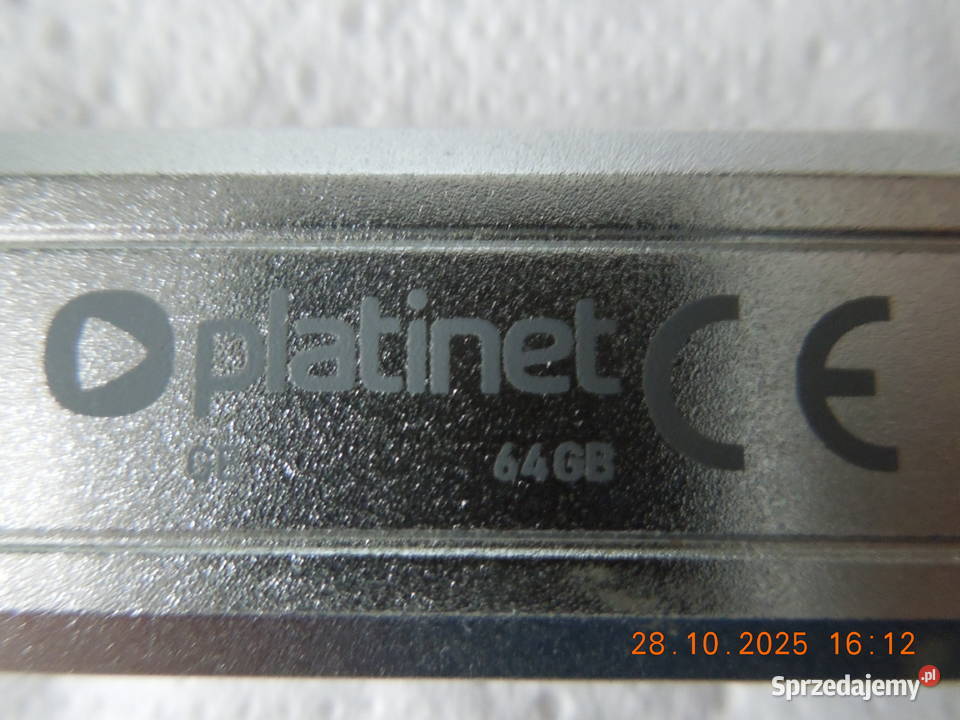 platinet CE
64GB
28.10.2025 16:12
Sprzedajemy.pl